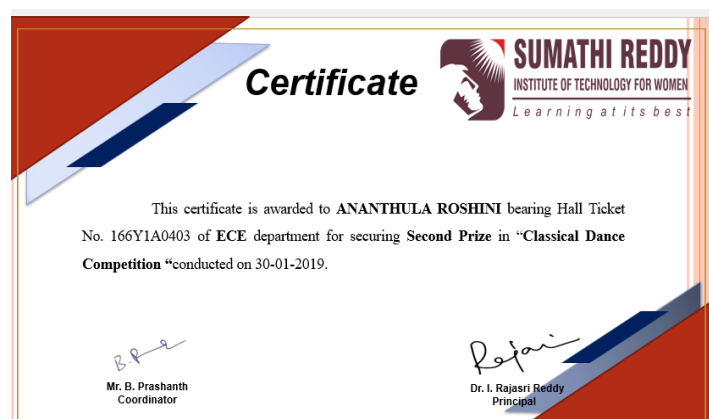 Certificate
SUMATHI REDDY
INSTITUTE OF TECHNOLOGY FOR WOMEN
Learning at its best
This certificate is awarded to ANANTHULA ROSHINI bearing Hall Ticket
No. 166Y1A0403 of ECE department for securing Second Prize in “Classical Dance
Competition “conducted on 30-01-2019.
B.P
Rajasri
Mr. B. Prashanth
Coordinator
Dr. I. Rajasri Reddy
Principal